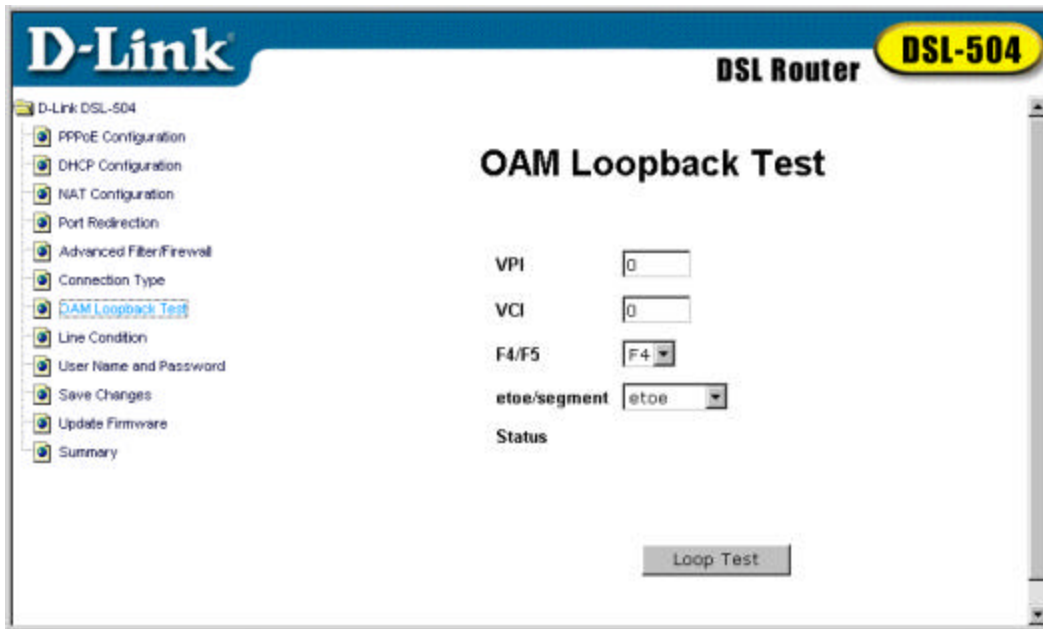 D-Link
DSL Router
DSL-504
D-Link DSL-504
PPPoE Configuration
DHCP Configuration
NAT Configuration
Port Redirection
Advanced Filter/Firewall
Connection Type
OAM Loopback Test
Line Condition
User Name and Password
Save Changes
Update Firmware
Summary
OAM Loopback Test
VPI 0
VCI 0
F4/F5 F4
etoe/segment etoe
Status
Loop Test